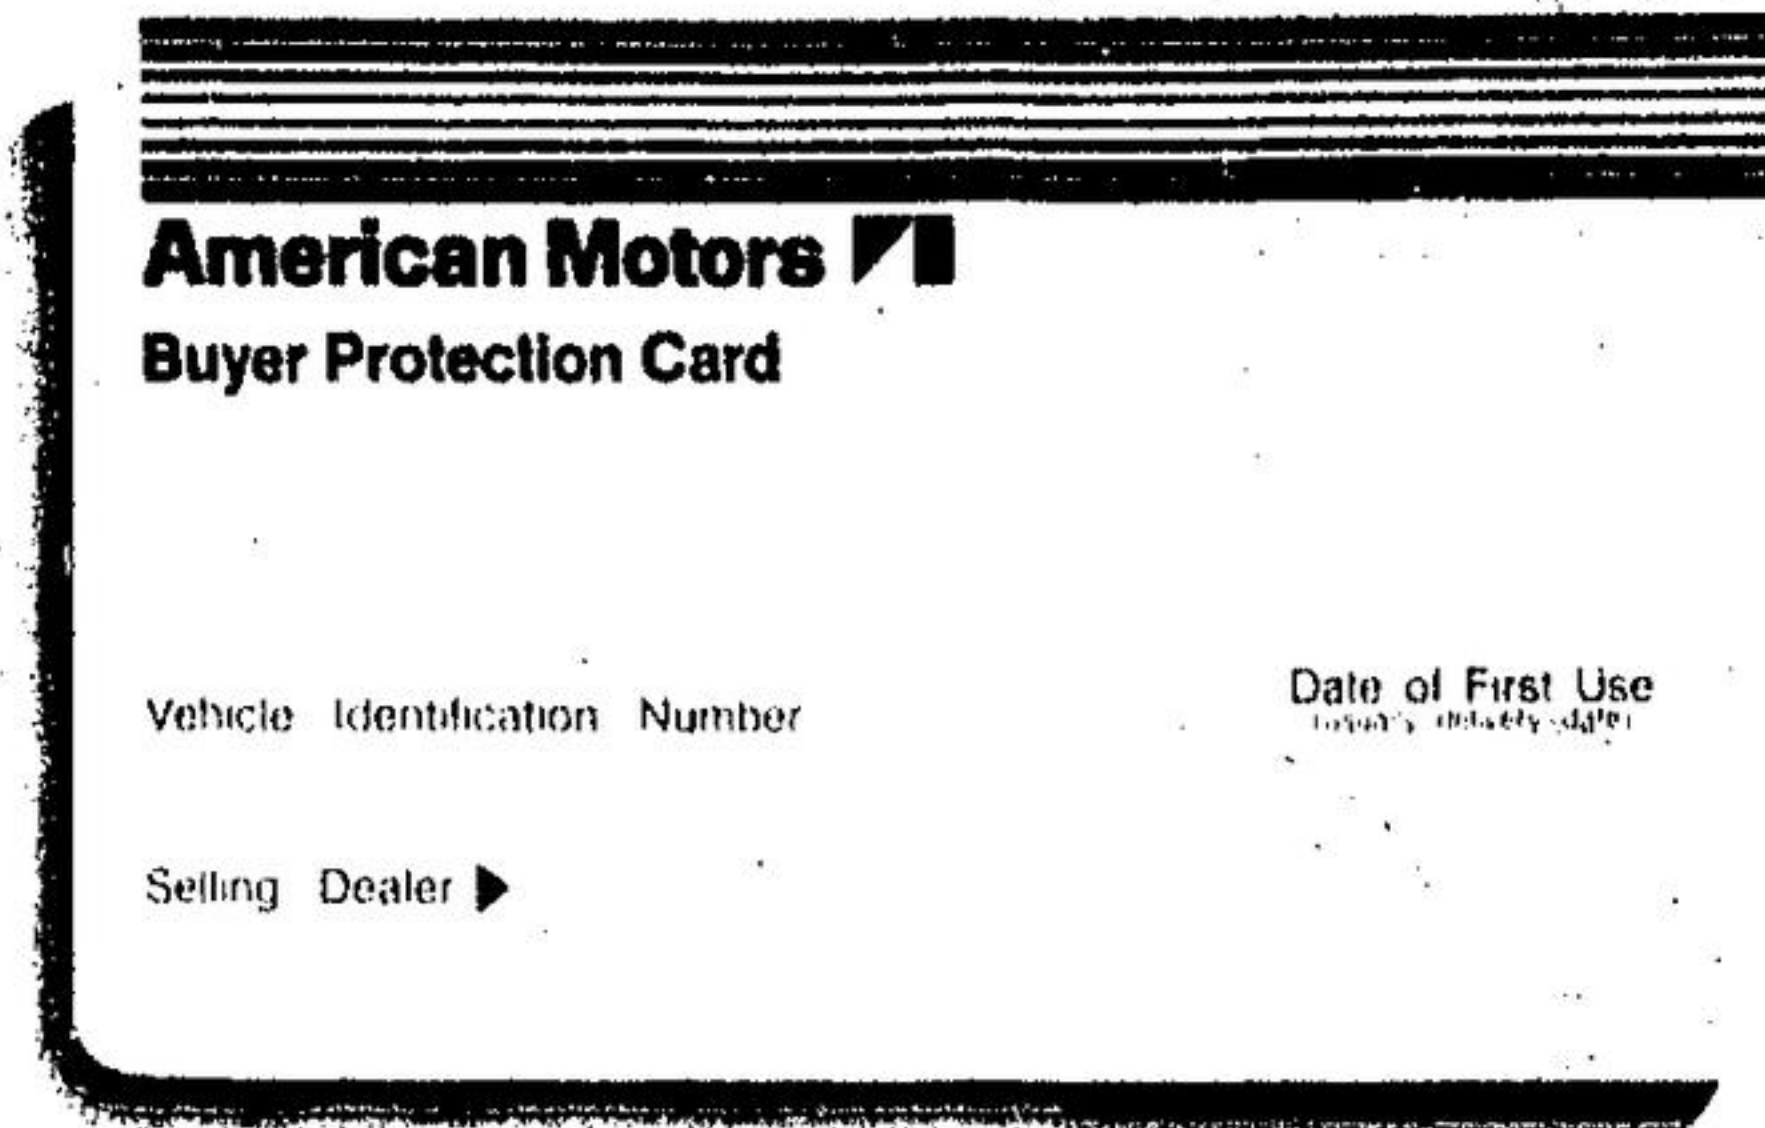 American Motors
Buyer Protection Card
Date of First Use
Vehicle Identification Number
Selling Dealer